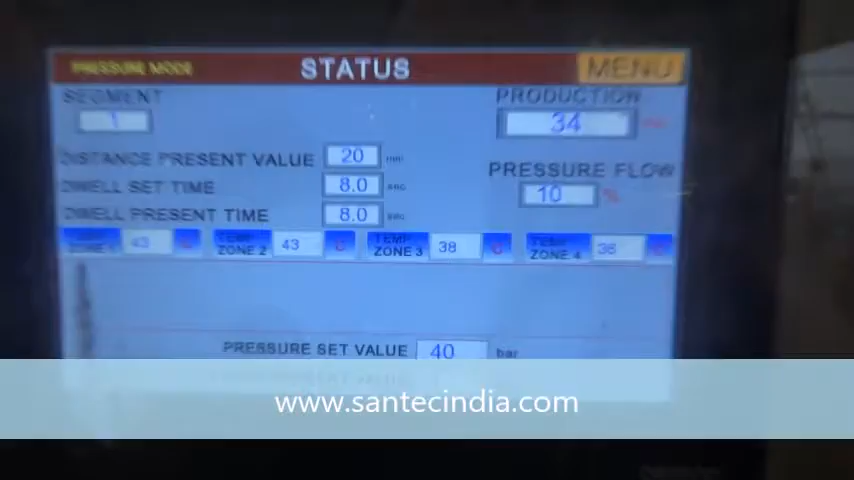 PRESSURE MODE STATUS MENU
SEGMENT PRODUCTION
1 34
DISTANCE PRESENT VALUE 20 mm PRESSURE FLOW
DWELL SET TIME 8.0 sec 10 %
DWELL PRESENT TIME 8.0 sec
TEMP ZONE 1 43 C TEMP ZONE 2 43 C TEMP ZONE 3 38 C TEMP ZONE 4 36 C
PRESSURE SET VALUE 40 bar
www.santecindia.com